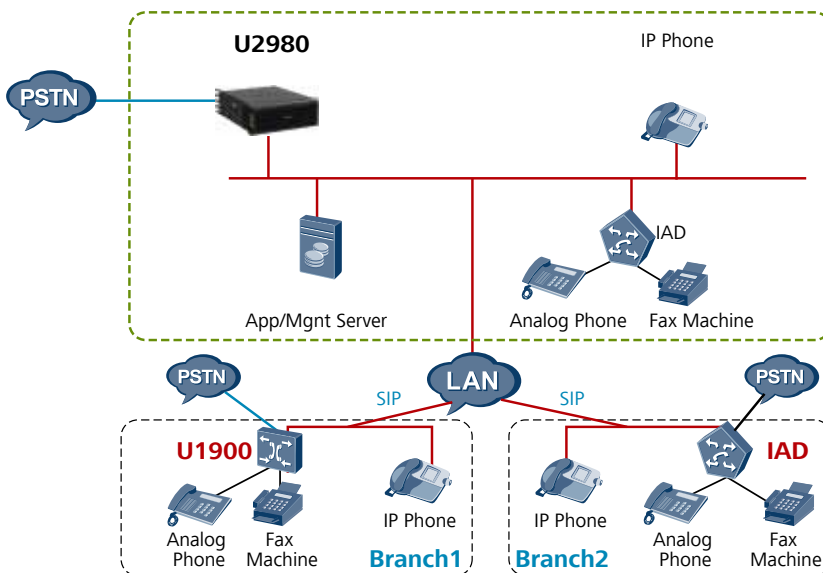 U2980
IP Phone
PSTN
IAD
App/Mgnt Server
Analog Phone
Fax Machine
PSTN
LAN
PSTN
SIP
SIP
U1900
IAD
IP Phone
IP Phone
Analog
Phone
Fax
Machine
Branch1
Branch2
Analog
Phone
Fax
Machine